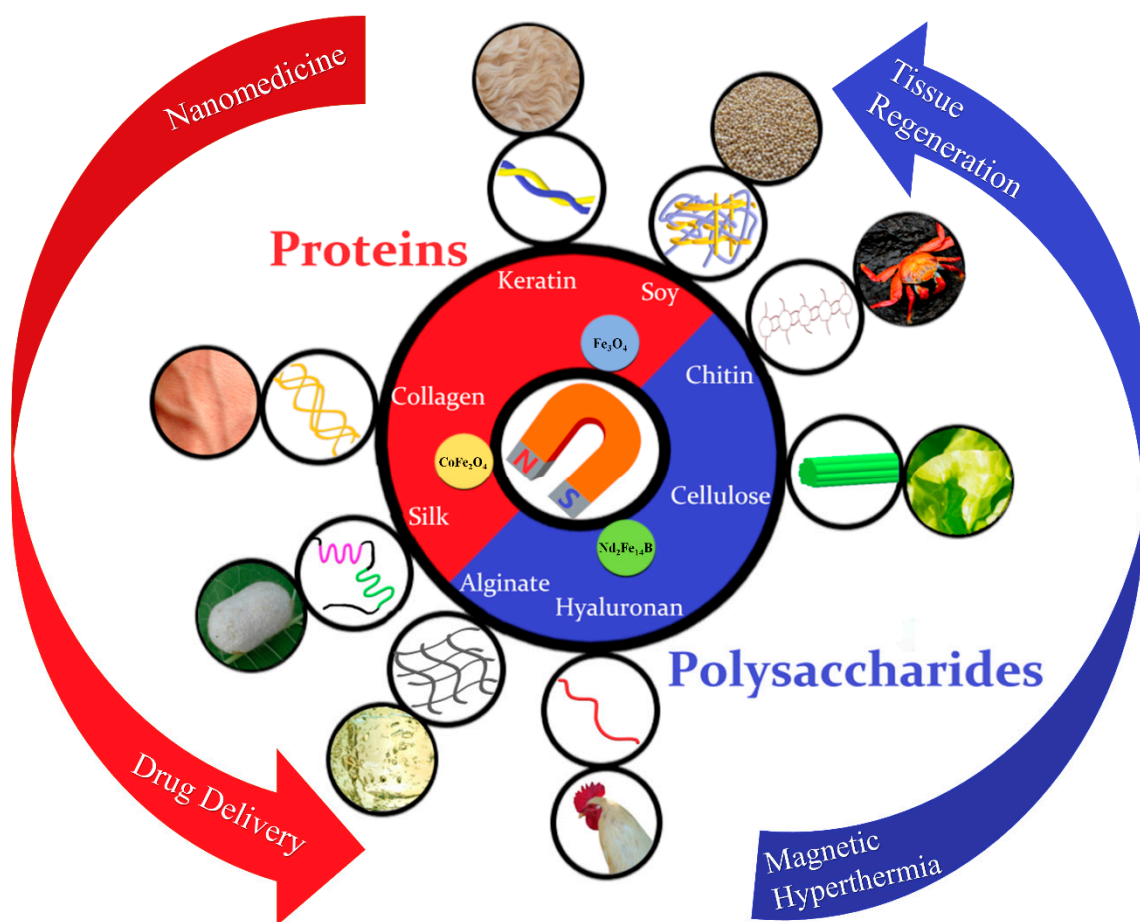 Nanomedicine
Tissue
Regeneration
Proteins
Keratin
Soy
Fe₃O₄
Chitin
Collagen
CoFe₂O₄
N
S
Cellulose
Silk
Nd₂Fe₁₄B
Alginate
Hyaluronan
Polysaccharides
Drug Delivery
Magnetic
Hyperthermia